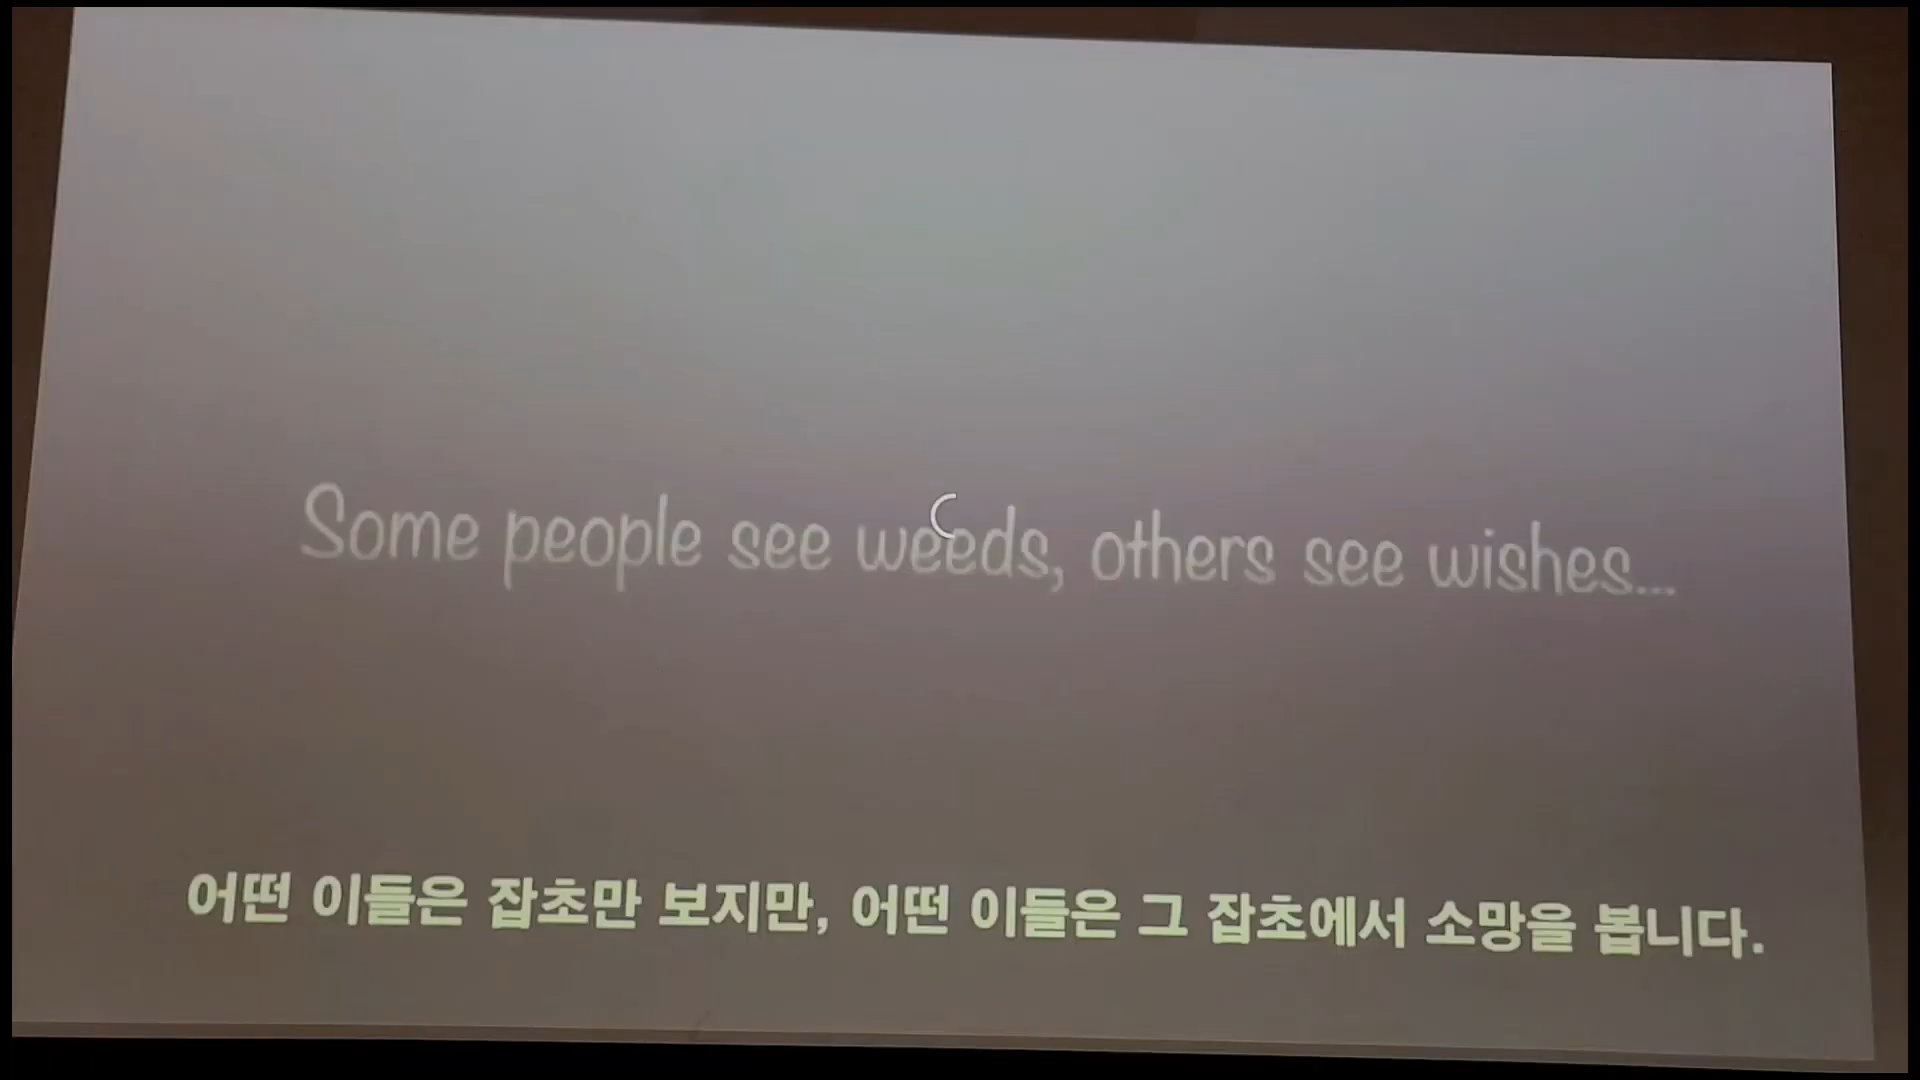 Some people see weeds, others see wishes...
어떤 이들은 잡초만 보지만, 어떤 이들은 그 잡초에서 소망을 봅니다.